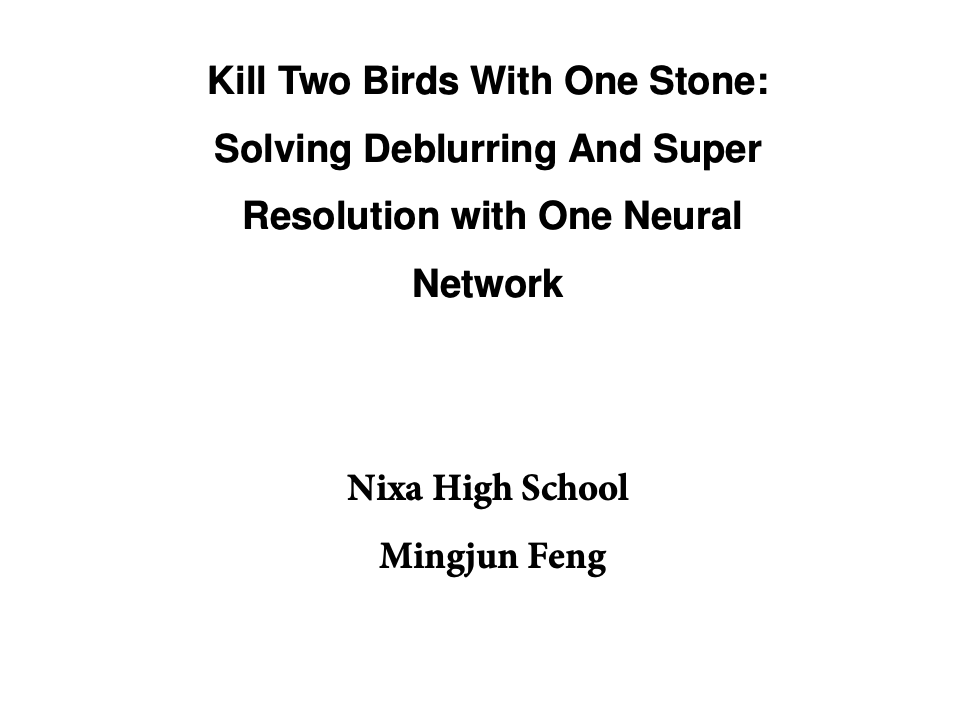 Kill Two Birds With One Stone:
Solving Deblurring And Super
Resolution with One Neural
Network
Nixa High School
Mingjun Feng